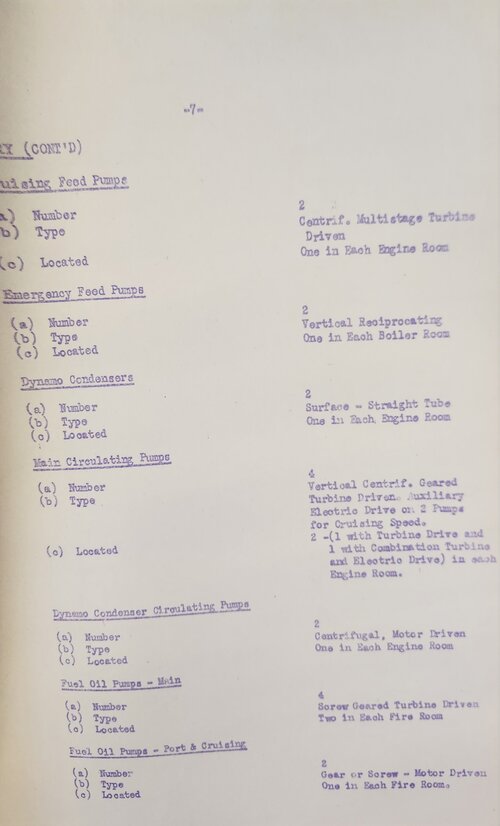 -7-
RY (CONT'D)
uising Feed Pumps
a) Number 2
b) Type Centrif. Multistage Turbine
Driven
(c) Located One in Each Engine Room
Emergency Feed Pumps
(a) Number 2
(b) Type Vertical Reciprocating
(c) Located One in Each Boiler Room
Dynamo Condensers
(a) Number 2
(b) Type Surface - Straight Tube
(c) Located One in Each Engine Room
Main Circulating Pumps
(a) Number 4
(b) Type Vertical Centrif. Geared
Turbine Driven. Auxiliary
Electric Drive on 2 Pumps
for Cruising Speed.
(c) Located 2 -(1 with Turbine Drive and
1 with Combination Turbine
and Electric Drive) in each
Engine Room.
Dynamo Condenser Circulating Pumps
(a) Number 2
(b) Type Centrifugal, Motor Driven
(c) Located One in Each Engine Room
Fuel Oil Pumps - Main
(a) Number 4
(b) Type Screw Geared Turbine Driven
(c) Located Two in Each Fire Room
Fuel Oil Pumps - Port & Cruising
(a) Number 2
(b) Type Gear or Screw - Motor Driven
(c) Located One in Each Fire Room.